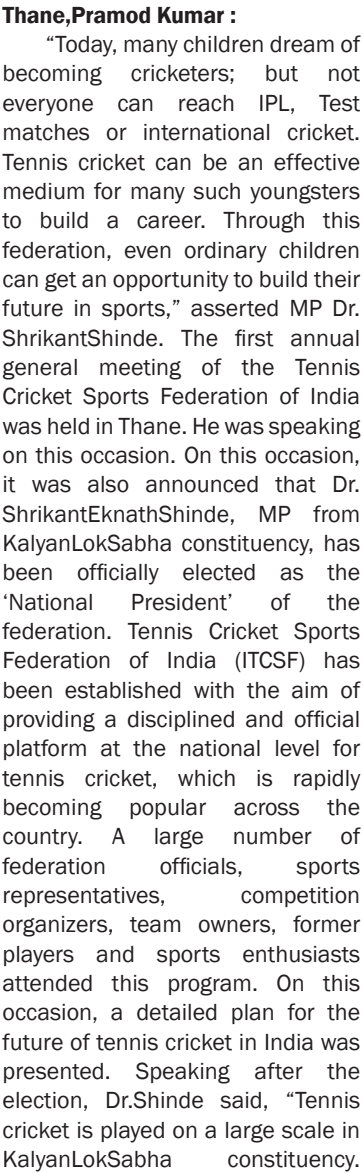 Thane,Pramod Kumar :
“Today, many children dream of
becoming cricketers; but not
everyone can reach IPL, Test
matches or international cricket.
Tennis cricket can be an effective
medium for many such youngsters
to build a career. Through this
federation, even ordinary children
can get an opportunity to build their
future in sports,” asserted MP Dr.
ShrikantShinde. The first annual
general meeting of the Tennis
Cricket Sports Federation of India
was held in Thane. He was speaking
on this occasion. On this occasion,
it was also announced that Dr.
ShrikantEknathShinde, MP from
KalyanLokSabha constituency, has
been officially elected as the
‘National President’ of the
federation. Tennis Cricket Sports
Federation of India (ITCSF) has
been established with the aim of
providing a disciplined and official
platform at the national level for
tennis cricket, which is rapidly
becoming popular across the
country. A large number of
federation officials, sports
representatives, competition
organizers, team owners, former
players and sports enthusiasts
attended this program. On this
occasion, a detailed plan for the
future of tennis cricket in India was
presented. Speaking after the
election, Dr.Shinde said, “Tennis
cricket is played on a large scale in
KalyanLokSabha constituency.